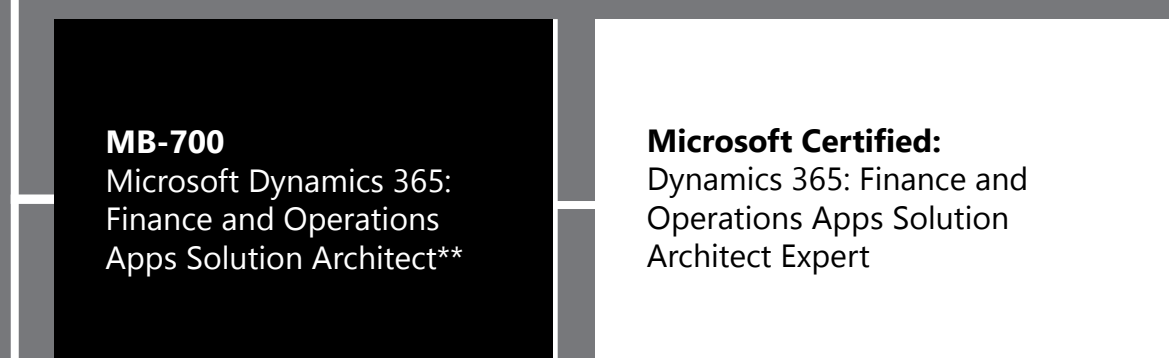 MB-700
Microsoft Dynamics 365:
Finance and Operations
Apps Solution Architect**
Microsoft Certified:
Dynamics 365: Finance and
Operations Apps Solution
Architect Expert